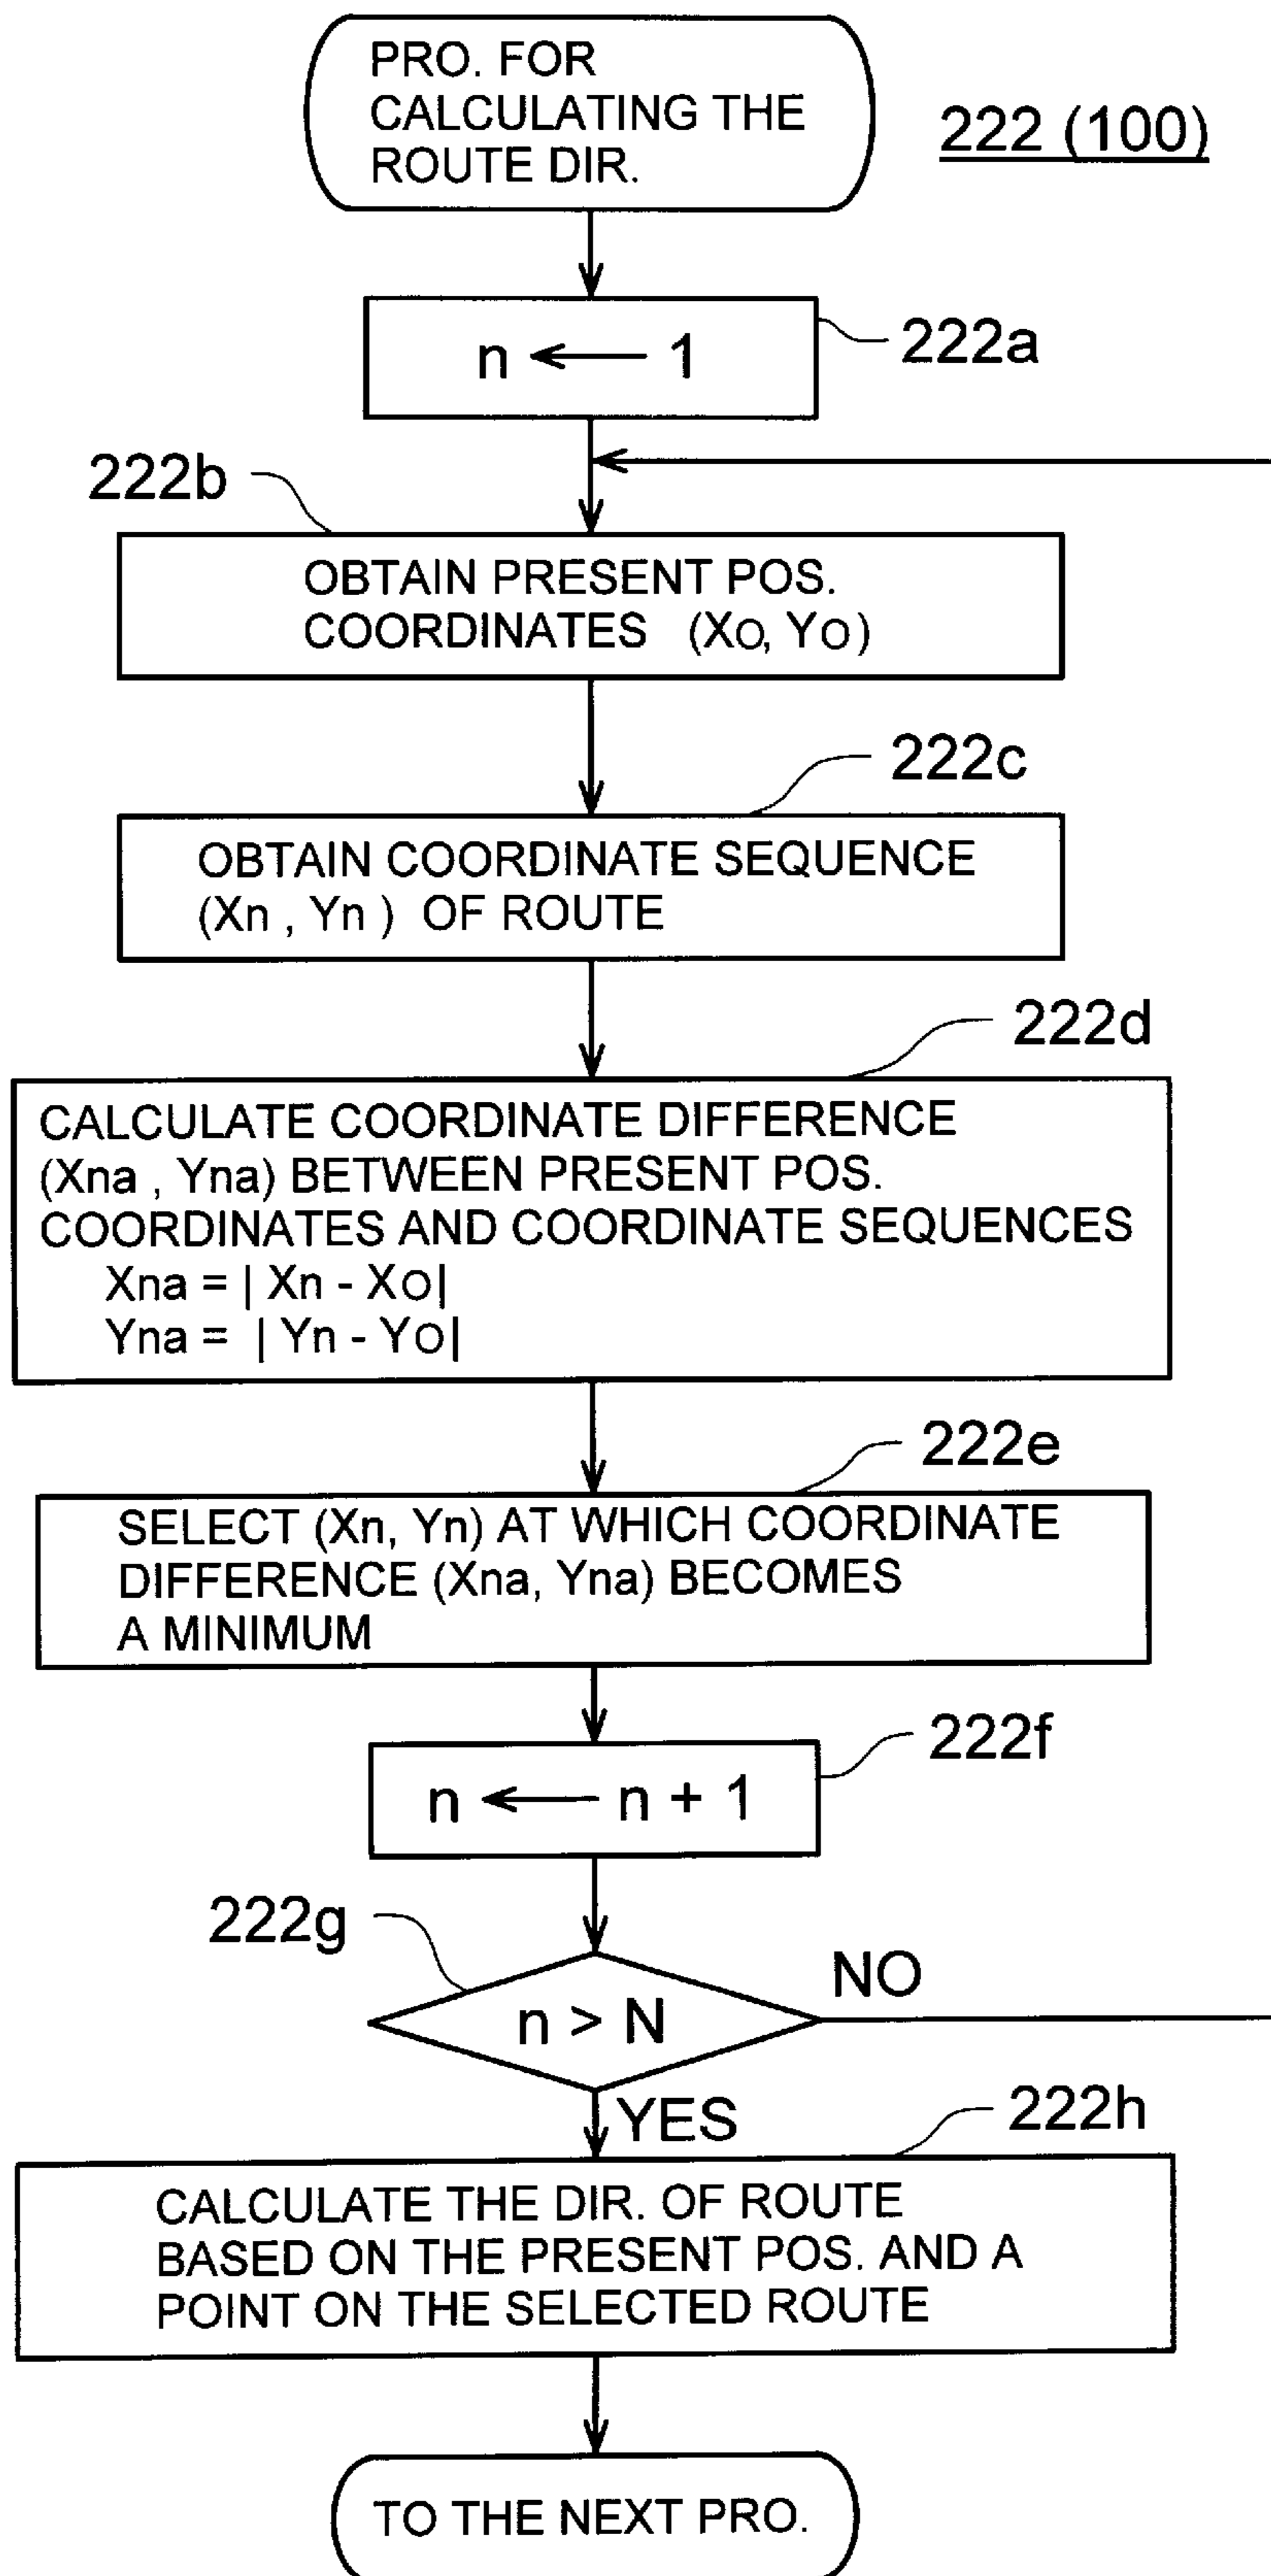 PRO. FOR
CALCULATING THE
ROUTE DIR.
222 (100)
n ← 1
222a
222b
OBTAIN PRESENT POS.
COORDINATES (XO, YO)
222c
OBTAIN COORDINATE SEQUENCE
(Xn , Yn ) OF ROUTE
222d
CALCULATE COORDINATE DIFFERENCE
(Xna , Yna) BETWEEN PRESENT POS.
COORDINATES AND COORDINATE SEQUENCES
Xna = | Xn - XO|
Yna = | Yn - YO|
222e
SELECT (Xn, Yn) AT WHICH COORDINATE
DIFFERENCE (Xna, Yna) BECOMES
A MINIMUM
222f
n ← n + 1
222g
n > N
NO
YES
222h
CALCULATE THE DIR. OF ROUTE
BASED ON THE PRESENT POS. AND A
POINT ON THE SELECTED ROUTE
TO THE NEXT PRO.